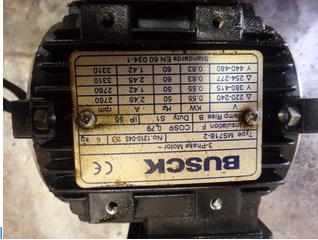 BUSCK
3-Phase Motor ~ CE
Type MS71B-2 6 kg
No.1310-045
Insulation F COSΦ 0,79
Temp Rise B Duty S1 IP 55
V kW Hz A rpm
Δ 220-240 0.55 50 2.45 2760
Y 380-415 0.55 50 1.42 2760
Δ 254-277 0.63 60 2.45 3310
Y 440-480 0.63 60 1.42 3310
Standards EN 60 034-1